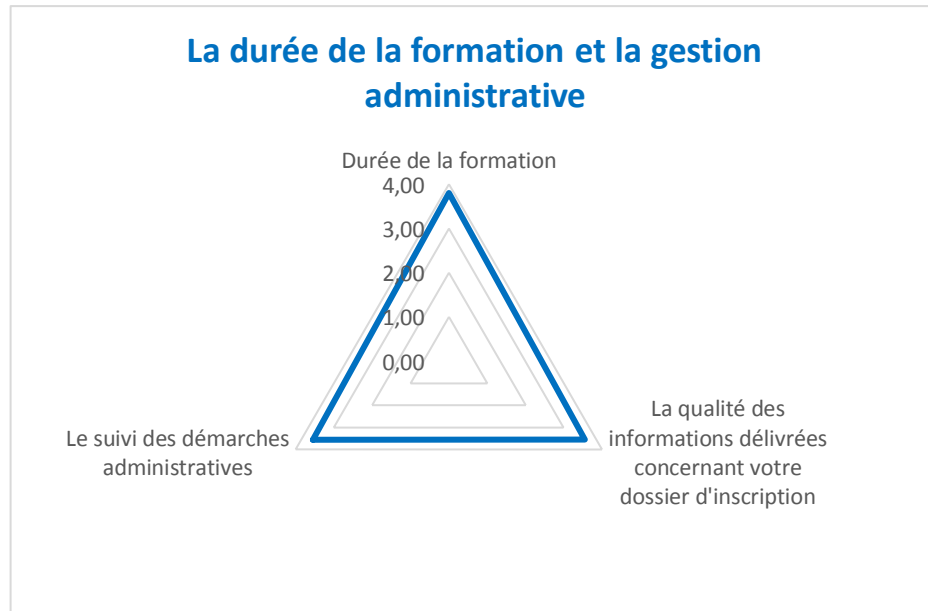 La durée de la formation et la gestion
administrative
Durée de la formation
4,00
3,00
2,00
1,00
0,00
La qualité des
informations délivrées
concernant votre
dossier d'inscription
Le suivi des démarches
administratives